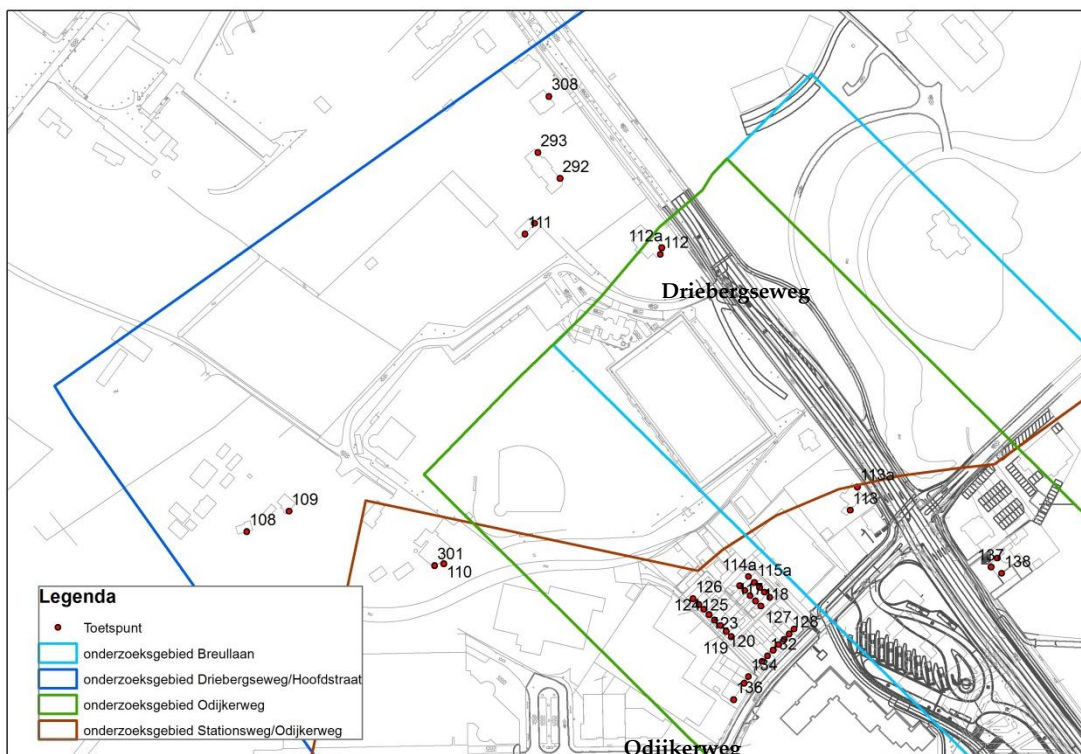 308
293
292
111
112a
112
Driebergseweg
113a
113
109
108
301
110
137
138
114a
115a
126
118
124
125
127
128
123
120
119
132
134
136
Odijkerweg
Legenda
Toetspunt
onderzoeksgebied Breullaan
onderzoeksgebied Driebergseweg/Hoofdstraat
onderzoeksgebied Odijkerweg
onderzoeksgebied Stationsweg/Odijkerweg